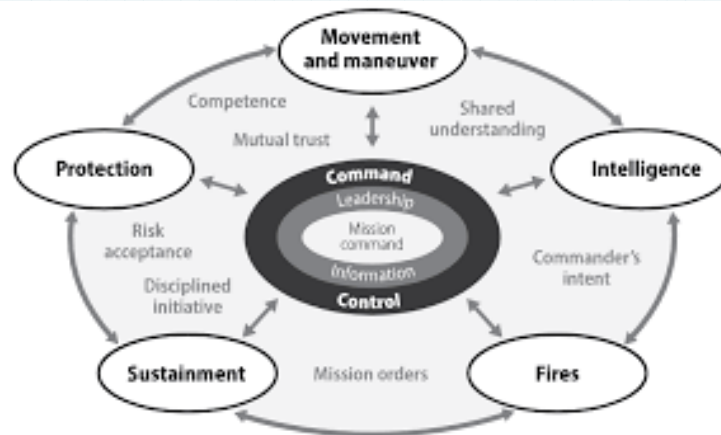 Movement
and maneuver
Competence
Shared
understanding
Mutual trust
Protection
Intelligence
Command
Leadership
Mission
command
Information
Control
Risk
acceptance
Commander's
intent
Disciplined
initiative
Sustainment
Mission orders
Fires